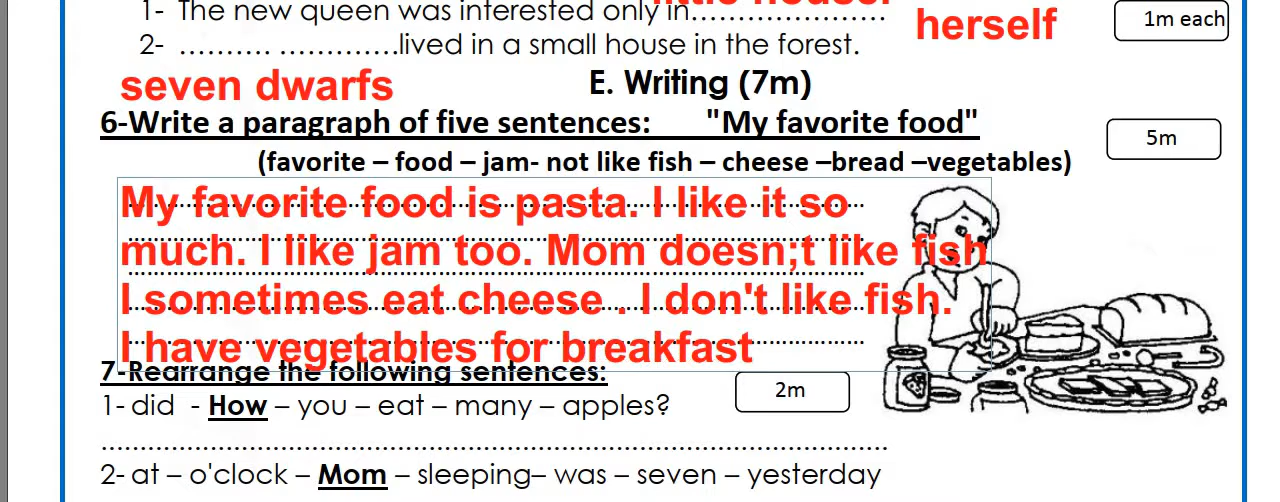 1- The new queen was interested only in.....................
herself
1m each
2- .......... .............lived in a small house in the forest.
seven dwarfs
E. Writing (7m)
6-Write a paragraph of five sentences: "My favorite food"
5m
(favorite – food – jam- not like fish – cheese –bread –vegetables)
My favorite food is pasta. I like it so
much. I like jam too. Mom doesn;t like fish
I sometimes eat cheese . I don't like fish.
I have vegetables for breakfast
7-Rearrange the following sentences:
2m
1- did - How – you – eat – many – apples?
..........................................................................................
2- at – o'clock – Mom – sleeping– was – seven – yesterday